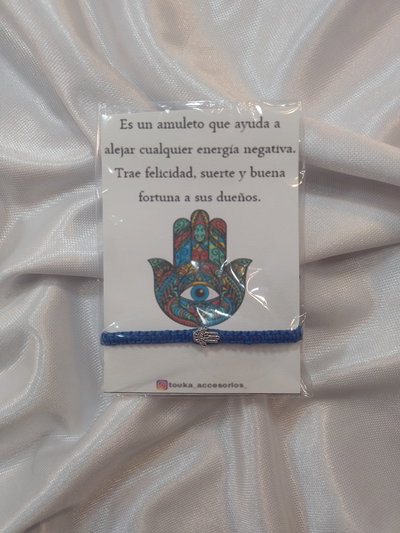 Es un amuleto que ayuda a
alejar cualquier energía negativa.
Trae felicidad, suerte y buena
fortuna a sus dueños.
touka_accesorios_